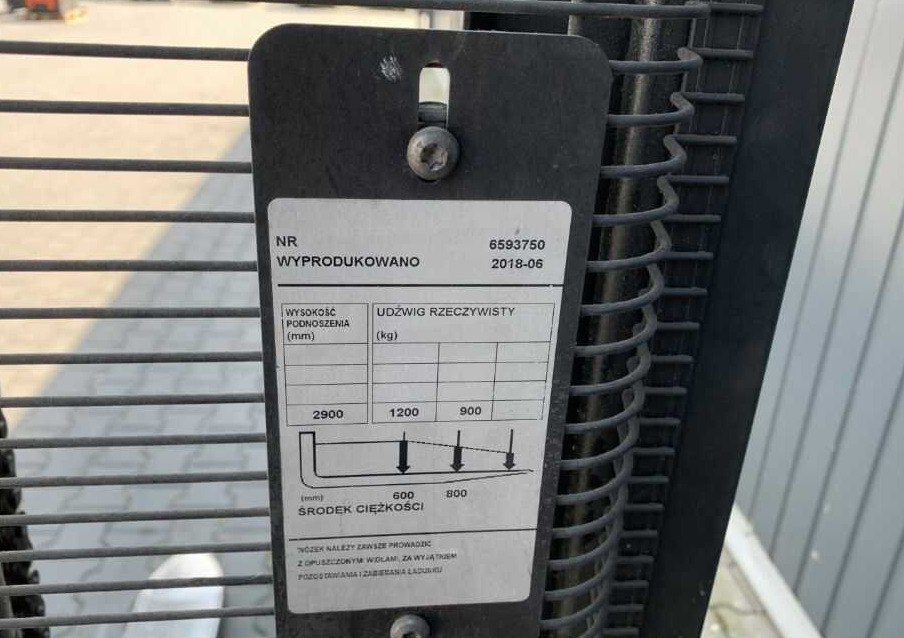 NR 6593750
WYPRODUKOWANO 2018-06
WYSOKOŚĆ PODNOSZENIA (mm)
UDŹWIG RZECZYWISTY (kg)
2900 1200 900
(mm) 600 800
ŚRODEK CIĘŻKOŚCI
WÓZEK NALEŻY ZAWSZE PROWADZIĆ
Z OPUSZCZONYMI WIDŁAMI, ZA WYJĄTKIEM
POZOSTAWIANIA I ZABIERANIA ŁADUNKU